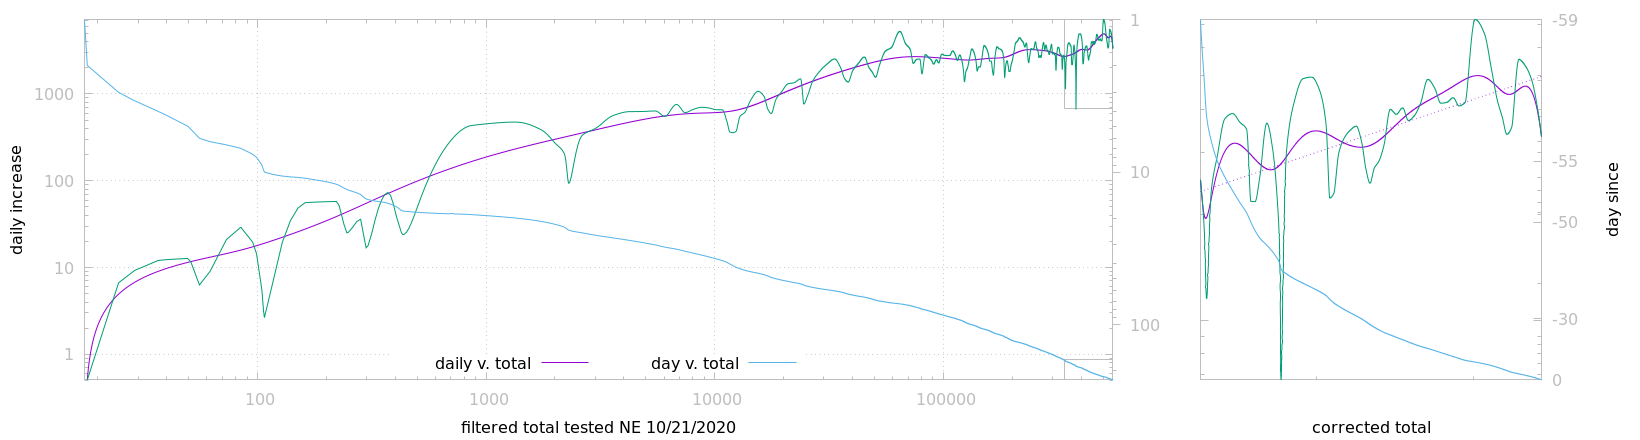 daily increase
1000
100
10
1
daily v. total
day v. total
100
1000
10000
100000
filtered total tested NE 10/21/2020
1
10
100
-59
-55
-50
-30
0
day since
corrected total